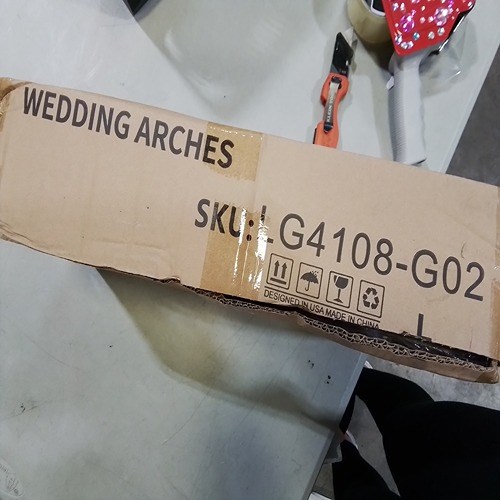 WEDDING ARCHES
SKU:LG4108-G02
DESIGNED IN USA MADE IN CHINA